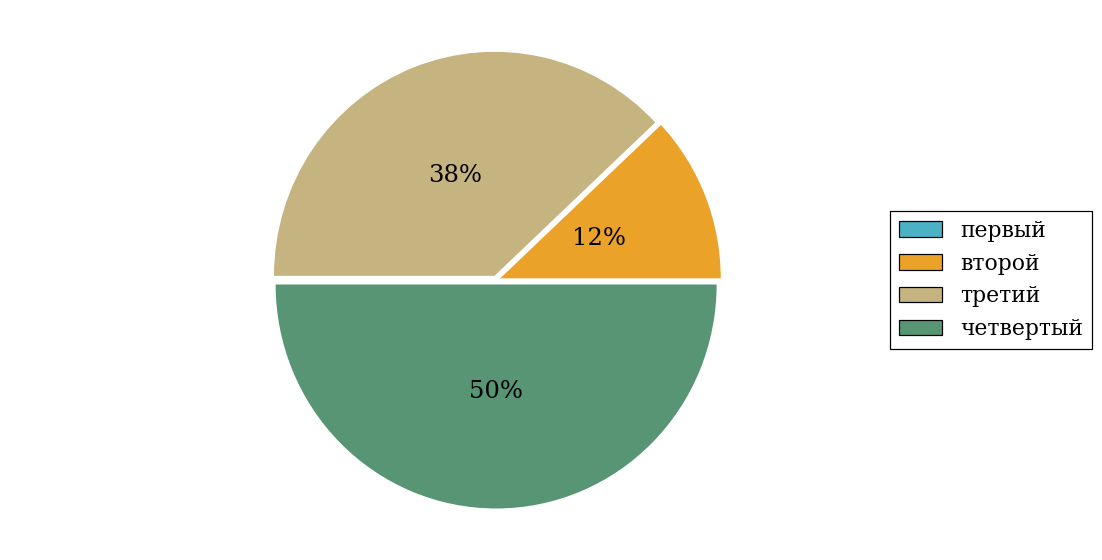 38%
12%
50%
первый
второй
третий
четвертый